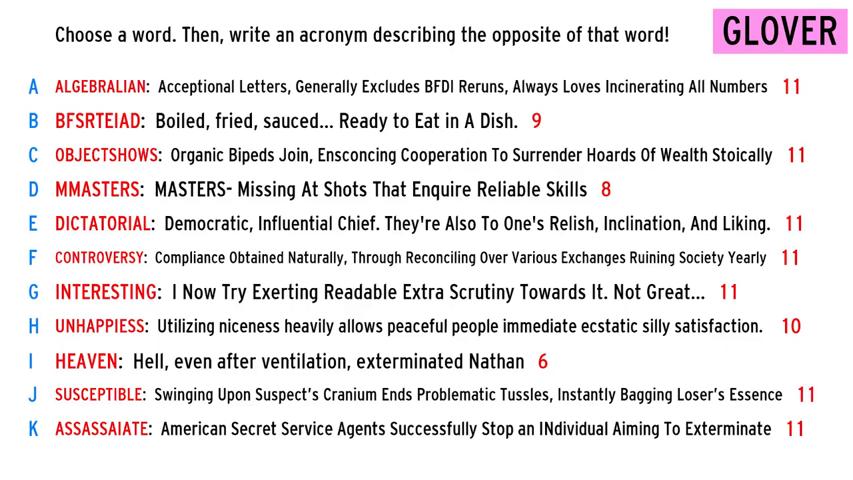 Choose a word. Then, write an acronym describing the opposite of that word!
GLOVER
A ALGEBRALIAN: Acceptional Letters, Generally Excludes BFDI Reruns, Always Loves Incinerating All Numbers 11
B BFSRTEIAD: Boiled, fried, sauced... Ready to Eat in A Dish. 9
C OBJECTSHOWS: Organic Bipeds Join, Ensconcing Cooperation To Surrender Hoards Of Wealth Stoically 11
D MMASTERS: MASTERS- Missing At Shots That Enquire Reliable Skills 8
E DICTATORIAL: Democratic, Influential Chief. They're Also To One's Relish, Inclination, And Liking. 11
F CONTROVERSY: Compliance Obtained Naturally, Through Reconciling Over Various Exchanges Ruining Society Yearly 11
G INTERESTING: I Now Try Exerting Readable Extra Scrutiny Towards It. Not Great... 11
H UNHAPPIESS: Utilizing niceness heavily allows peaceful people immediate ecstatic silly satisfaction. 10
I HEAVEN: Hell, even after ventilation, exterminated Nathan 6
J SUSCEPTIBLE: Swinging Upon Suspect's Cranium Ends Problematic Tussles, Instantly Bagging Loser's Essence 11
K ASSASSAIATE: American Secret Service Agents Successfully Stop an INdividual Aiming To Exterminate 11